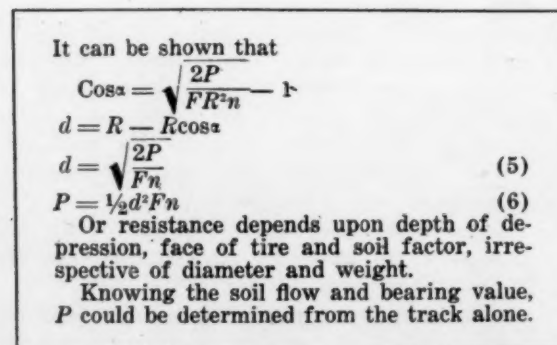 It can be shown that
Cosα = √2P/FR²n − 1
d = R — Rcosα
d = √2P/Fn (5)
P = ½d²Fn (6)
Or resistance depends upon depth of de-
pression, face of tire and soil factor, irre-
spective of diameter and weight.
Knowing the soil flow and bearing value,
P could be determined from the track alone.